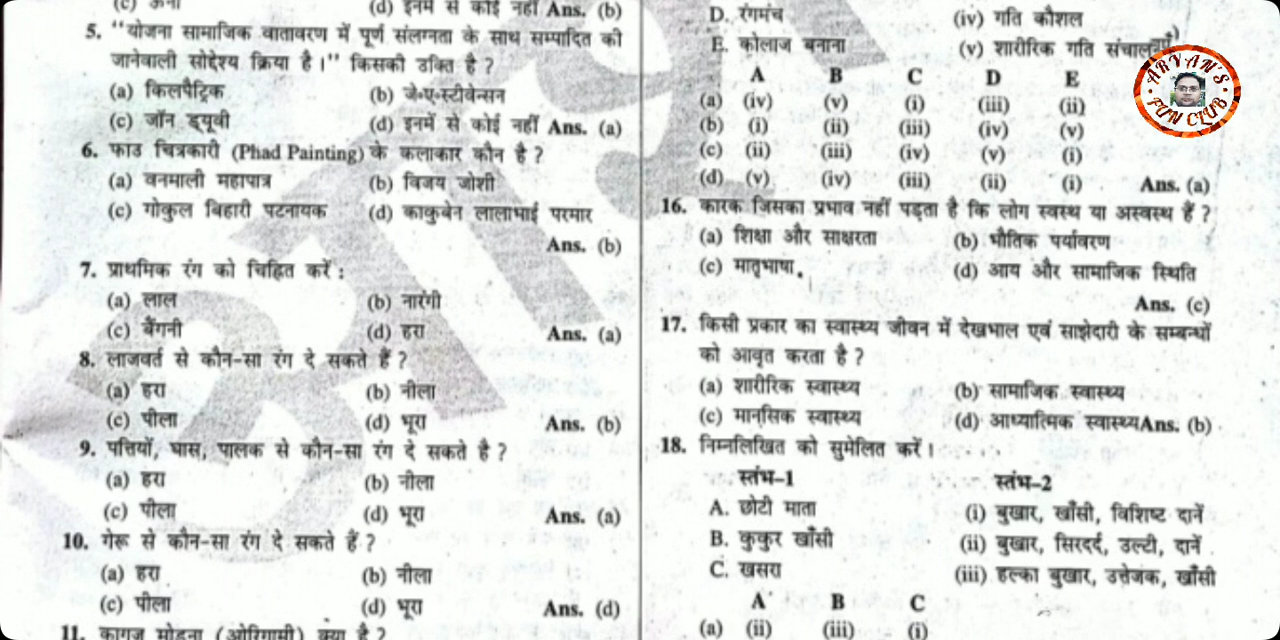 (c) ऊनी (d) इनमें से कोई नहीं Ans. (b)
5. “योजना सामाजिक वातावरण में पूर्ण संलग्नता के साथ सम्पादित की
जानेवाली सोद्देश्य क्रिया है।” किसकी उक्ति है ?
(a) किलपैट्रिक (b) जे॰ए॰स्टीवेन्सन
(c) जॉन ड्यूवी (d) इनमें से कोई नहीं Ans. (a)
6. फाउ चित्रकारी (Phad Painting) के कलाकार कौन है ?
(a) वनमाली महापात्र (b) विजय जोशी
(c) गोकुल बिहारी पटनायक (d) काकुबेन लालाभाई परमार
Ans. (b)
7. प्राथमिक रंग को चिह्नित करें :
(a) लाल (b) नारंगी
(c) बैंगनी (d) हरा Ans. (a)
8. लाजवर्त से कौन-सा रंग दे सकते हैं ?
(a) हरा (b) नीला
(c) पीला (d) भूरा Ans. (b)
9. पत्तियों, घास, पालक से कौन-सा रंग दे सकते है ?
(a) हरा (b) नीला
(c) पीला (d) भूरा Ans. (a)
10. गेरू से कौन-सा रंग दे सकते हैं ?
(a) हरा (b) नीला
(c) पीला (d) भूरा Ans. (d)
11. कागज मोड़ना (ओरिगामी) क्या है ?
D. रंगमंच (iv) गति कौशल
E. कोलाज बनाना (v) शारीरिक गति
A B C D E
(a) (iv) (v) (i) (iii) (ii)
(b) (i) (ii) (iii) (iv) (v)
(c) (ii) (iii) (iv) (v) (i)
(d) (v) (iv) (iii) (ii) (i) Ans. (a)
16. कारक जिसका प्रभाव नहीं पड़ता है कि लोग स्वस्थ या अस्वस्थ हैं ?
(a) शिक्षा और साक्षरता (b) भौतिक पर्यावरण
(c) मातृभाषा (d) आय और सामाजिक स्थिति
Ans. (c)
17. किसी प्रकार का स्वास्थ्य जीवन में देखभाल एवं साझेदारी के सम्बन्धों
को आवृत करता है ?
(a) शारीरिक स्वास्थ्य (b) सामाजिक स्वास्थ्य
(c) मानसिक स्वास्थ्य (d) आध्यात्मिक स्वास्थ्य Ans. (b)
18. निम्नलिखित को सुमेलित करें।
स्तंभ-1 स्तंभ-2
A. छोटी माता (i) बुखार, खाँसी, विशिष्ट दानें
B. कुकुर खाँसी (ii) बुखार, सिरदर्द, उल्टी, दानें
C. खसरा (iii) हल्का बुखार, उत्तेजक, खाँसी
A B C
(a) (ii) (iii) (i)
ARYAN'S
FUN CLUB